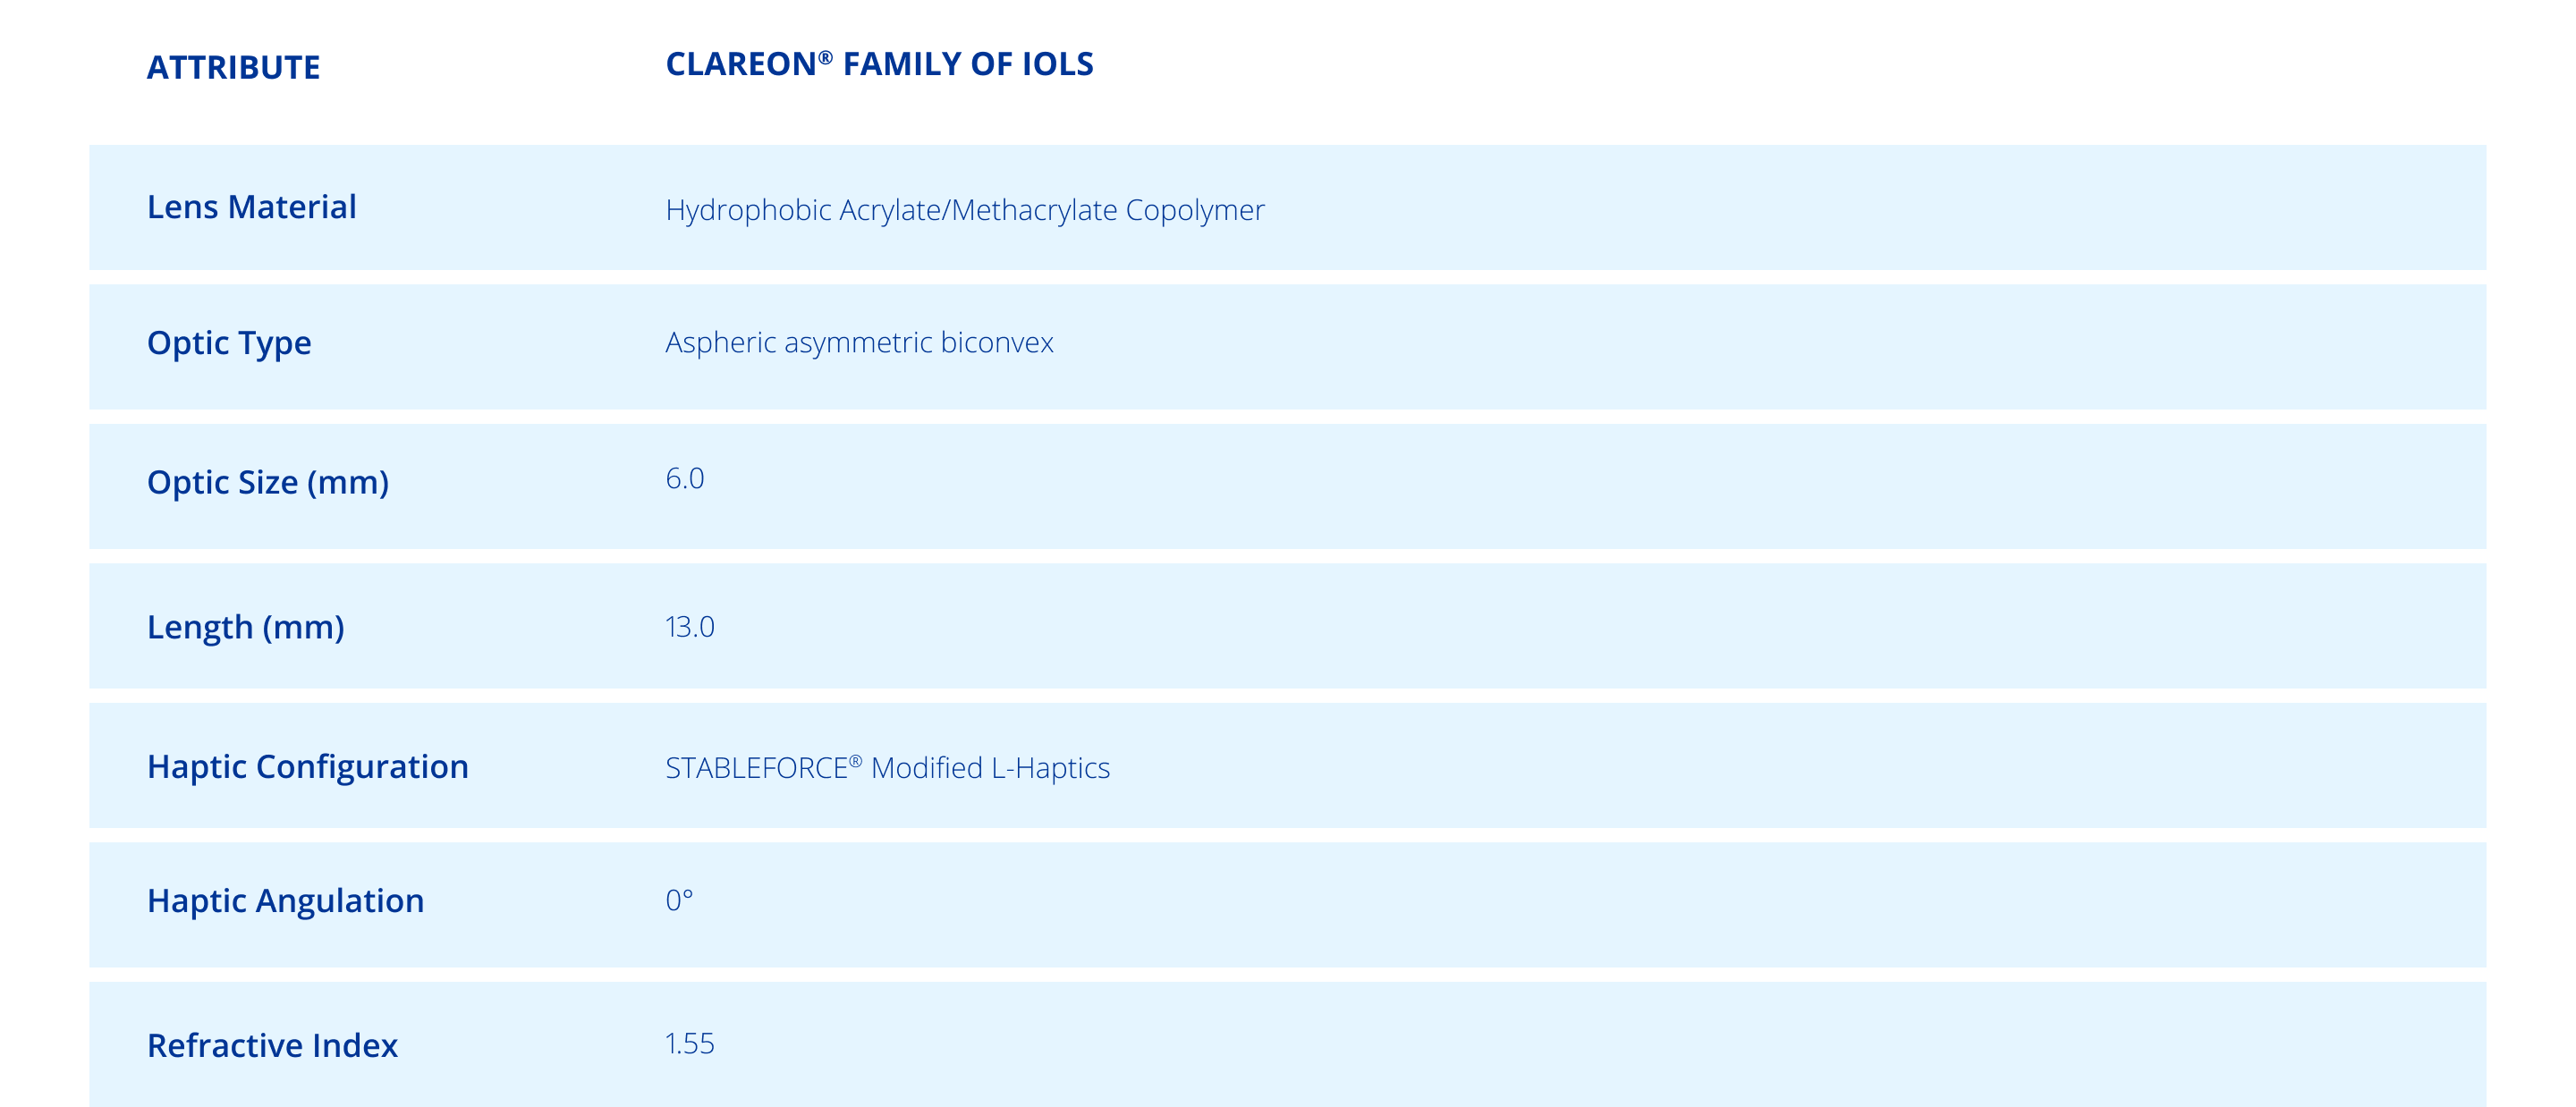 ATTRIBUTE
CLAREON® FAMILY OF IOLS
Lens Material
Hydrophobic Acrylate/Methacrylate Copolymer
Optic Type
Aspheric asymmetric biconvex
Optic Size (mm)
6.0
Length (mm)
13.0
Haptic Configuration
STABLEFORCE® Modified L-Haptics
Haptic Angulation
0°
Refractive Index
1.55